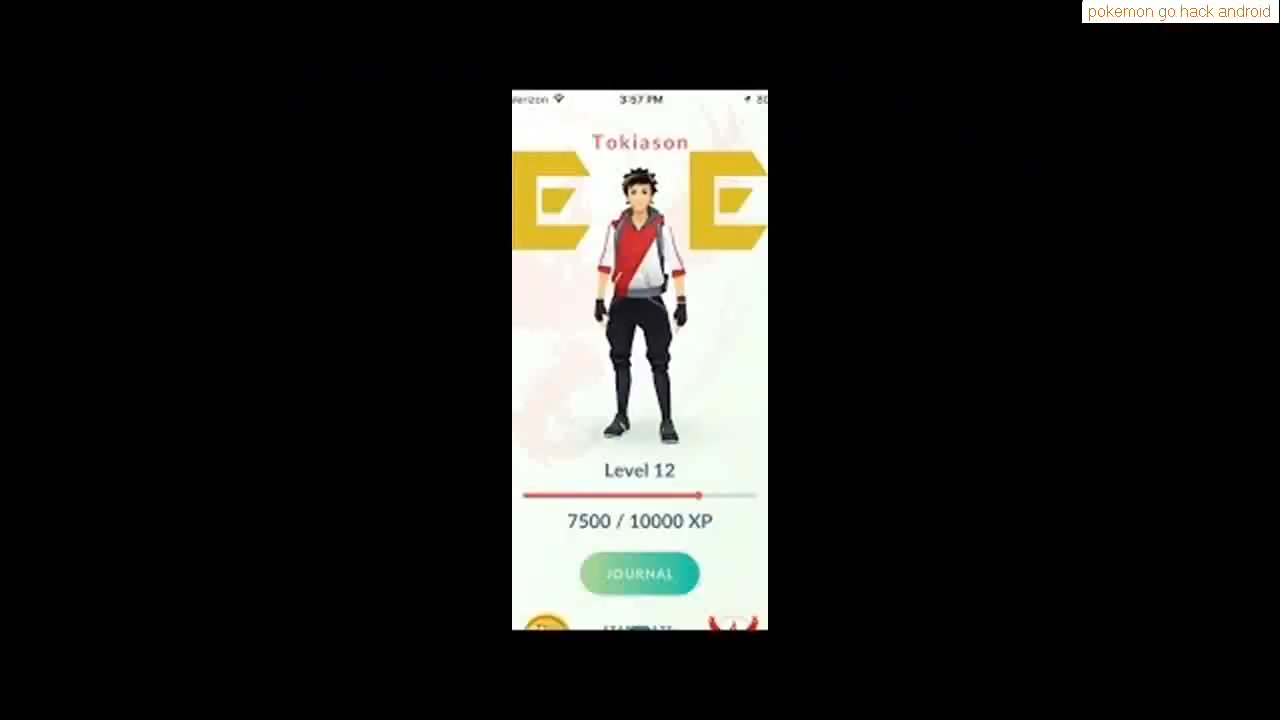 pokemon go hack android
3:57 PM
Tokiason
Level 12
7500 / 10000 XP
JOURNAL